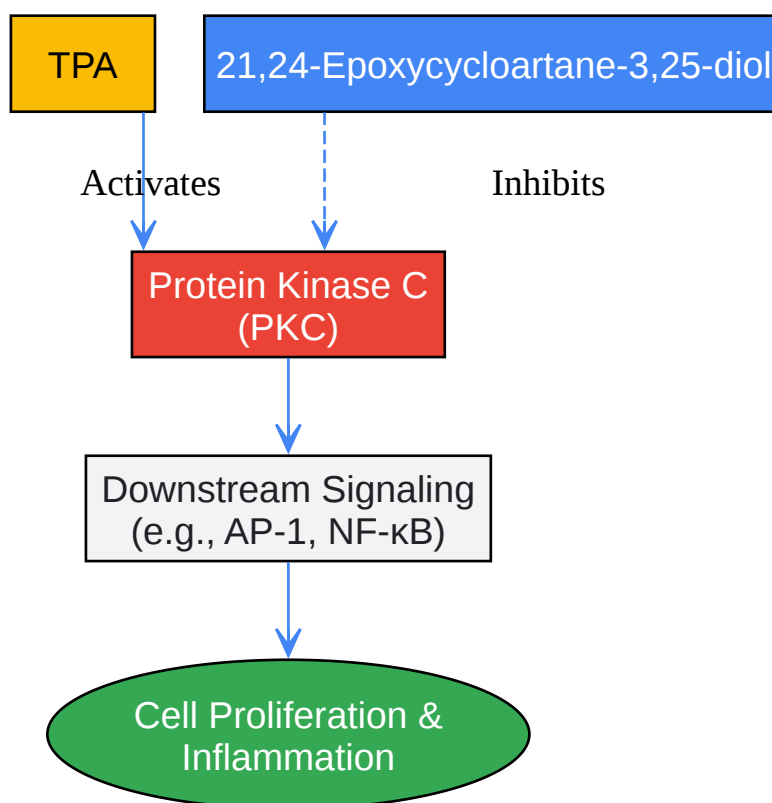 TPA
21,24-Epoxycycloartane-3,25-diol
Activates
Inhibits
Protein Kinase C
(PKC)
Downstream Signaling
(e.g., AP-1, NF-κB)
Cell Proliferation &
Inflammation